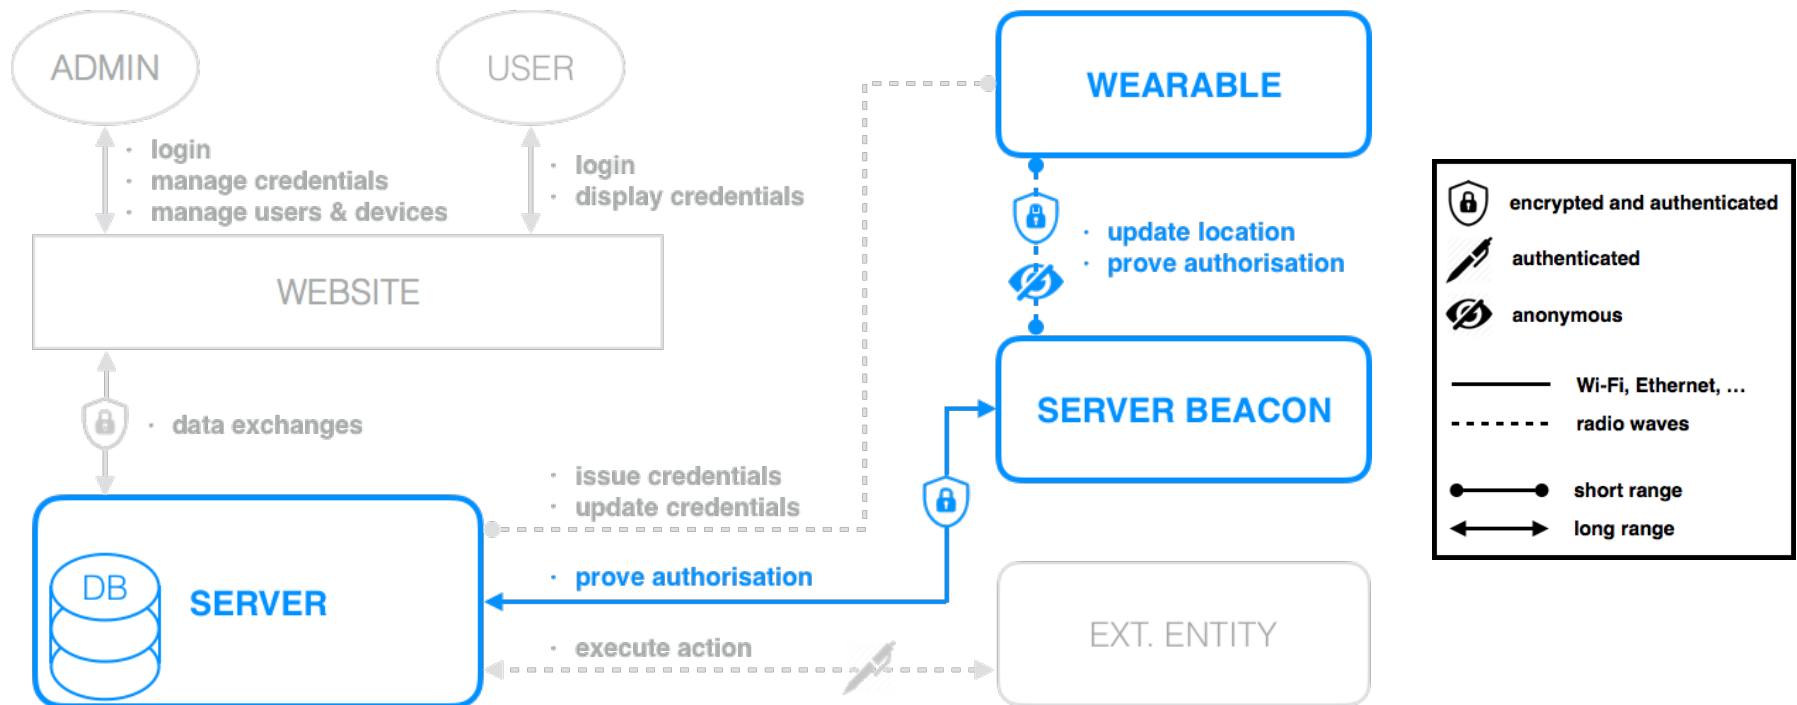 ADMIN
USER
WEARABLE
· login
· manage credentials
· manage users & devices
· login
· display credentials
· update location
· prove authorisation
WEBSITE
SERVER BEACON
· data exchanges
· issue credentials
· update credentials
· prove authorisation
DB
SERVER
· execute action
EXT. ENTITY
encrypted and authenticated
authenticated
anonymous
Wi-Fi, Ethernet, ...
radio waves
short range
long range